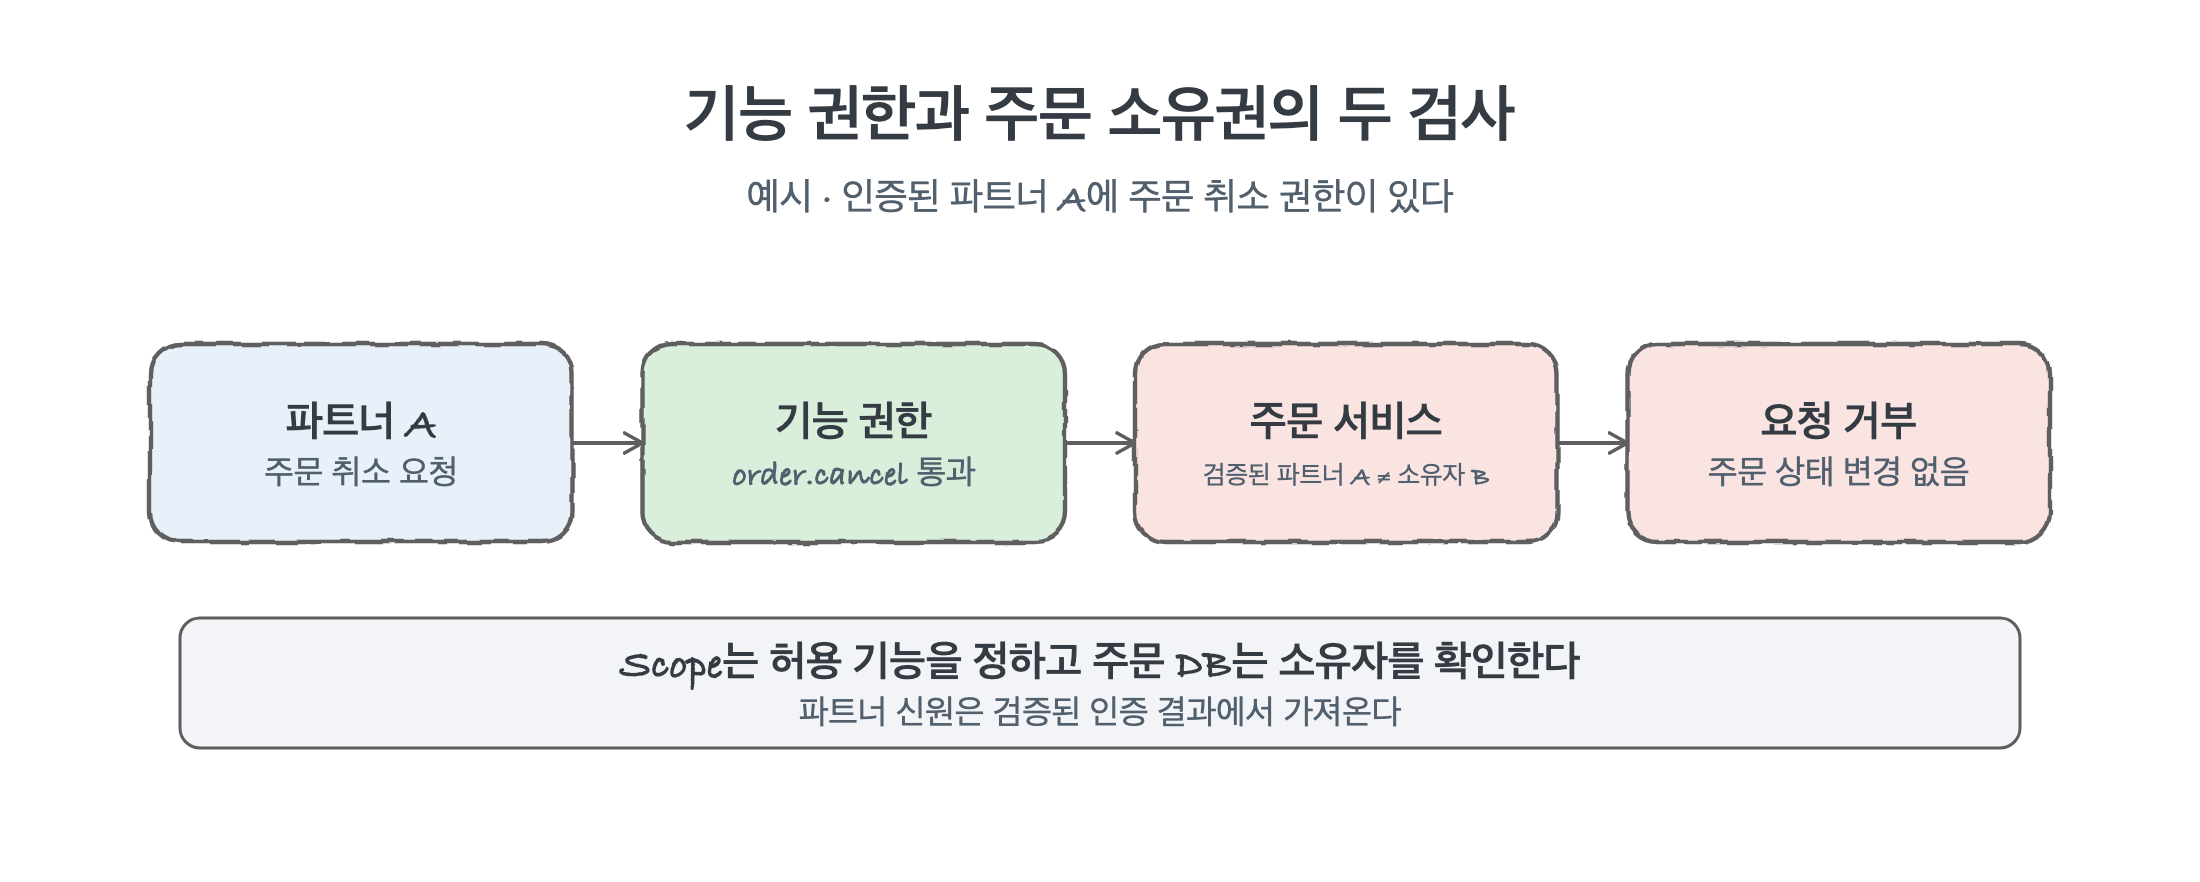 기능 권한과 주문 소유권의 두 검사
예시 · 인증된 파트너 A에 주문 취소 권한이 있다
파트너 A
주문 취소 요청
기능 권한
order.cancel 통과
주문 서비스
검증된 파트너 A ≠ 소유자 B
요청 거부
주문 상태 변경 없음
Scope는 허용 기능을 정하고 주문 DB는 소유자를 확인한다
파트너 신원은 검증된 인증 결과에서 가져온다